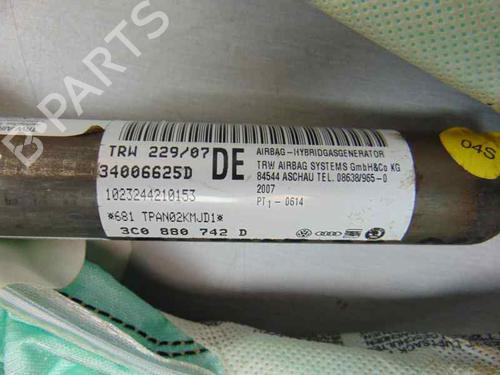 TRW 229/07
DE
34006625D
1023244210153
*681 TPAN02KMJD1*
3C0 880 742 D
AIRBAG-HYBRIDGASGENERATOR
TRW AIRBAG SYSTEMS GmbH&Co KG
84544 ASCHAU TEL. 08638/965-0
2007
PT1-0614
04S
B-PARTS